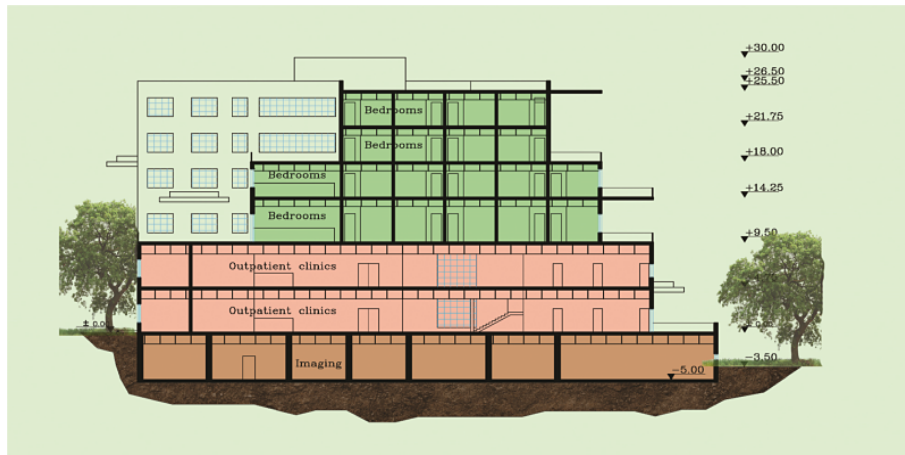 +30.00
+26.50
+25.50
Bedrooms
+21.75
Bedrooms
+18.00
Bedrooms
+14.25
Bedrooms
+9.50
Outpatient clinics
Outpatient clinics
± 0.00
Imaging
-3.50
-5.00